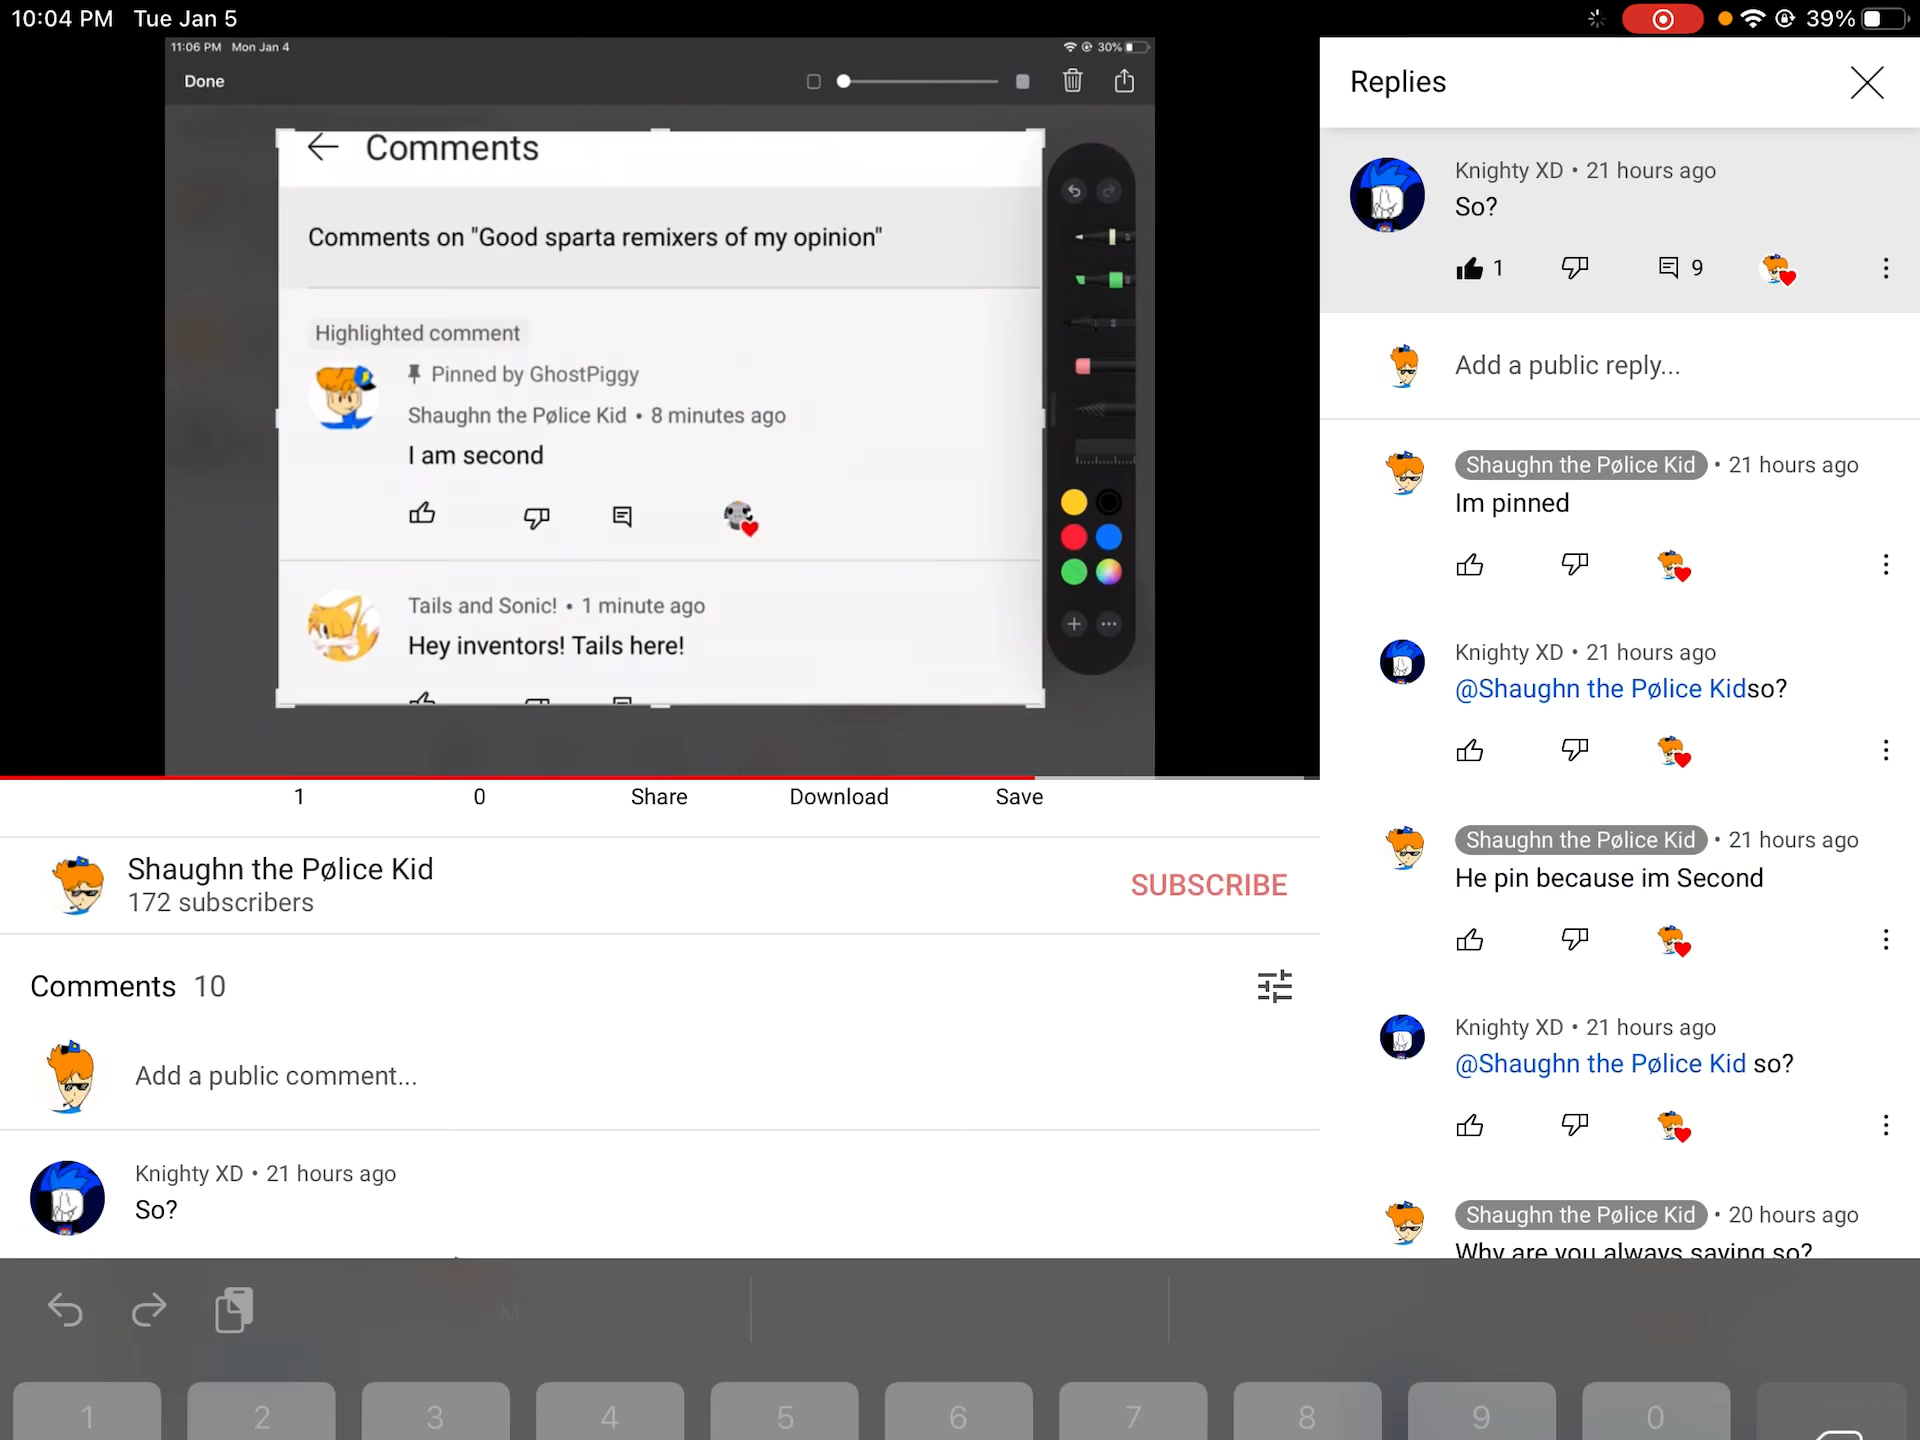 10:04 PM Tue Jan 5
39%
11:06 PM Mon Jan 4
30%
Done
Comments
Comments on "Good sparta remixers of my opinion"
Highlighted comment
Pinned by GhostPiggy
Shaughn the Pølice Kid • 8 minutes ago
I am second
Tails and Sonic! • 1 minute ago
Hey inventors! Tails here!
1 0 Share Download Save
Shaughn the Pølice Kid
172 subscribers
SUBSCRIBE
Comments 10
Add a public comment...
Knighty XD • 21 hours ago
So?
Replies
Knighty XD • 21 hours ago
So?
1 9
Add a public reply...
Shaughn the Pølice Kid • 21 hours ago
Im pinned
Knighty XD • 21 hours ago
@Shaughn the Pølice Kidso?
Shaughn the Pølice Kid • 21 hours ago
He pin because im Second
Knighty XD • 21 hours ago
@Shaughn the Pølice Kid so?
Shaughn the Pølice Kid • 20 hours ago
Why are you always saying so?
M
1 2 3 4 5 6 7 8 9 0